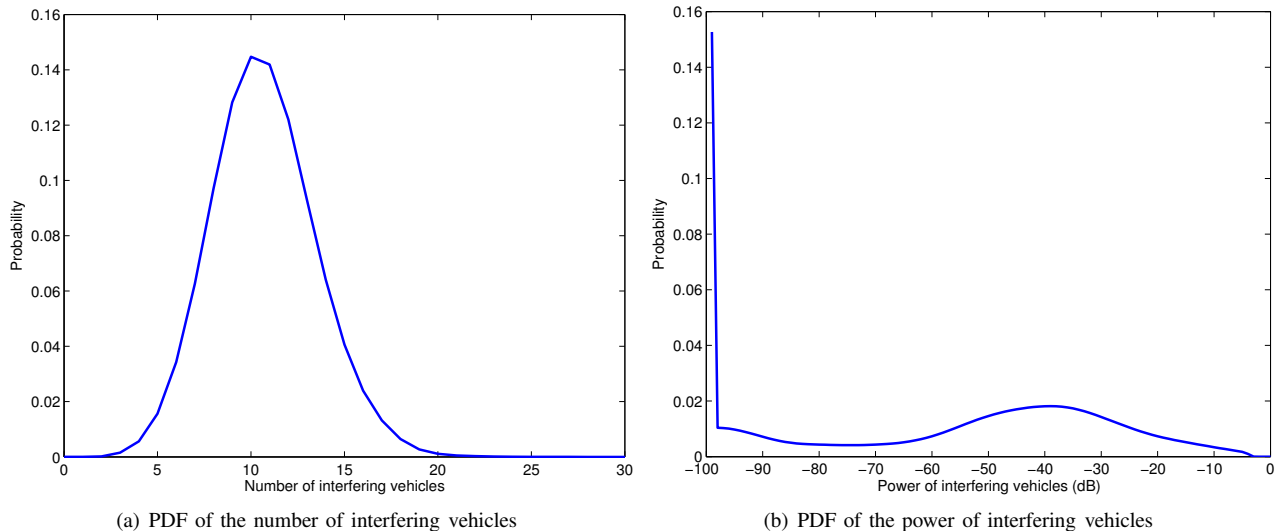 0.16
0.14
0.12
0.1
0.08
0.06
0.04
0.02
0
Probability
0 5 10 15 20 25 30
Number of interfering vehicles
(a) PDF of the number of interfering vehicles
0.16
0.14
0.12
0.1
0.08
0.06
0.04
0.02
0
Probability
−100 −90 −80 −70 −60 −50 −40 −30 −20 −10 0
Power of interfering vehicles (dB)
(b) PDF of the power of interfering vehicles